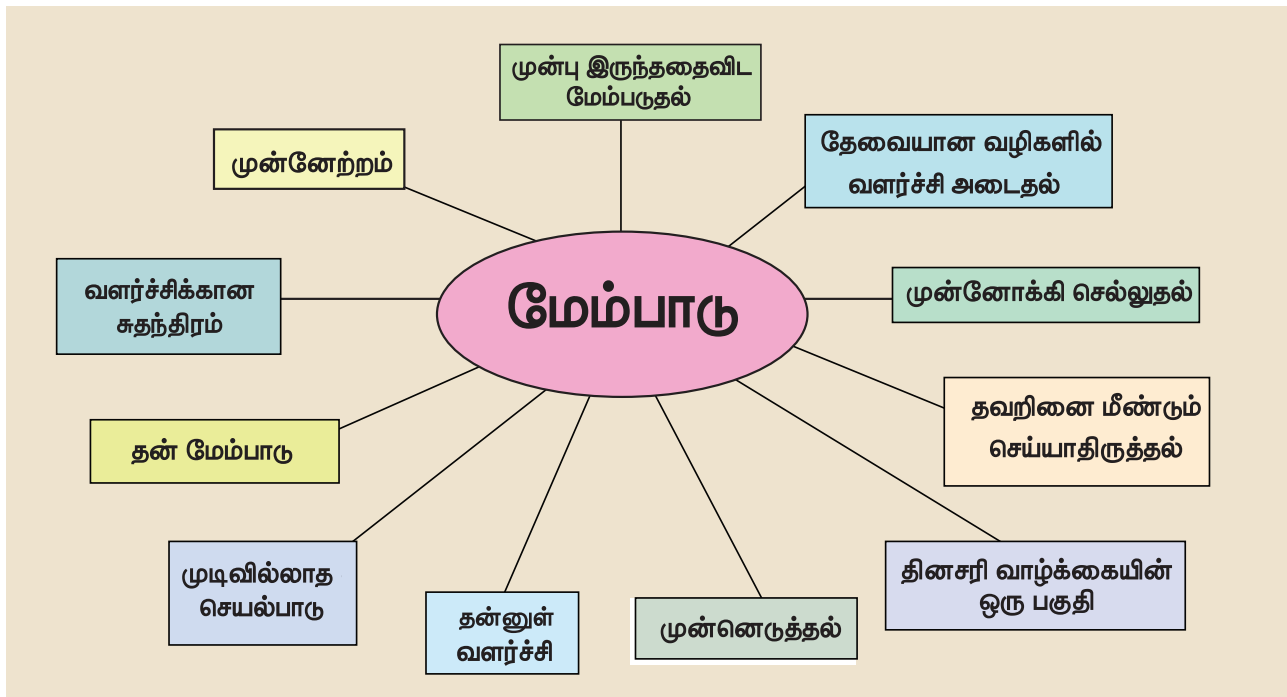 முன்பு இருந்ததைவிட
மேம்படுதல்
தேவையான வழிகளில்
வளர்ச்சி அடைதல்
முன்னேற்றம்
வளர்ச்சிக்கான
சுதந்திரம்
மேம்பாடு
முன்னோக்கி செல்லுதல்
தவறினை மீண்டும்
செய்யாதிருத்தல்
தன் மேம்பாடு
முடிவில்லாத
செயல்பாடு
தன்னுள்
வளர்ச்சி
முன்னெடுத்தல்
தினசரி வாழ்க்கையின்
ஒரு பகுதி